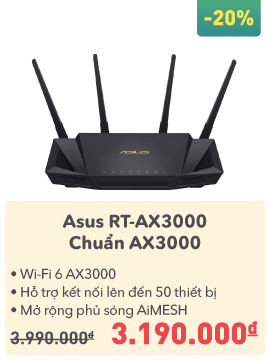 -20%
ASUS
Asus RT-AX3000
Chuẩn AX3000
• Wi-Fi 6 AX3000
• Hỗ trợ kết nối lên đến 50 thiết bị
• Mở rộng phủ sóng AiMESH
3.990.000đ 3.190.000đ